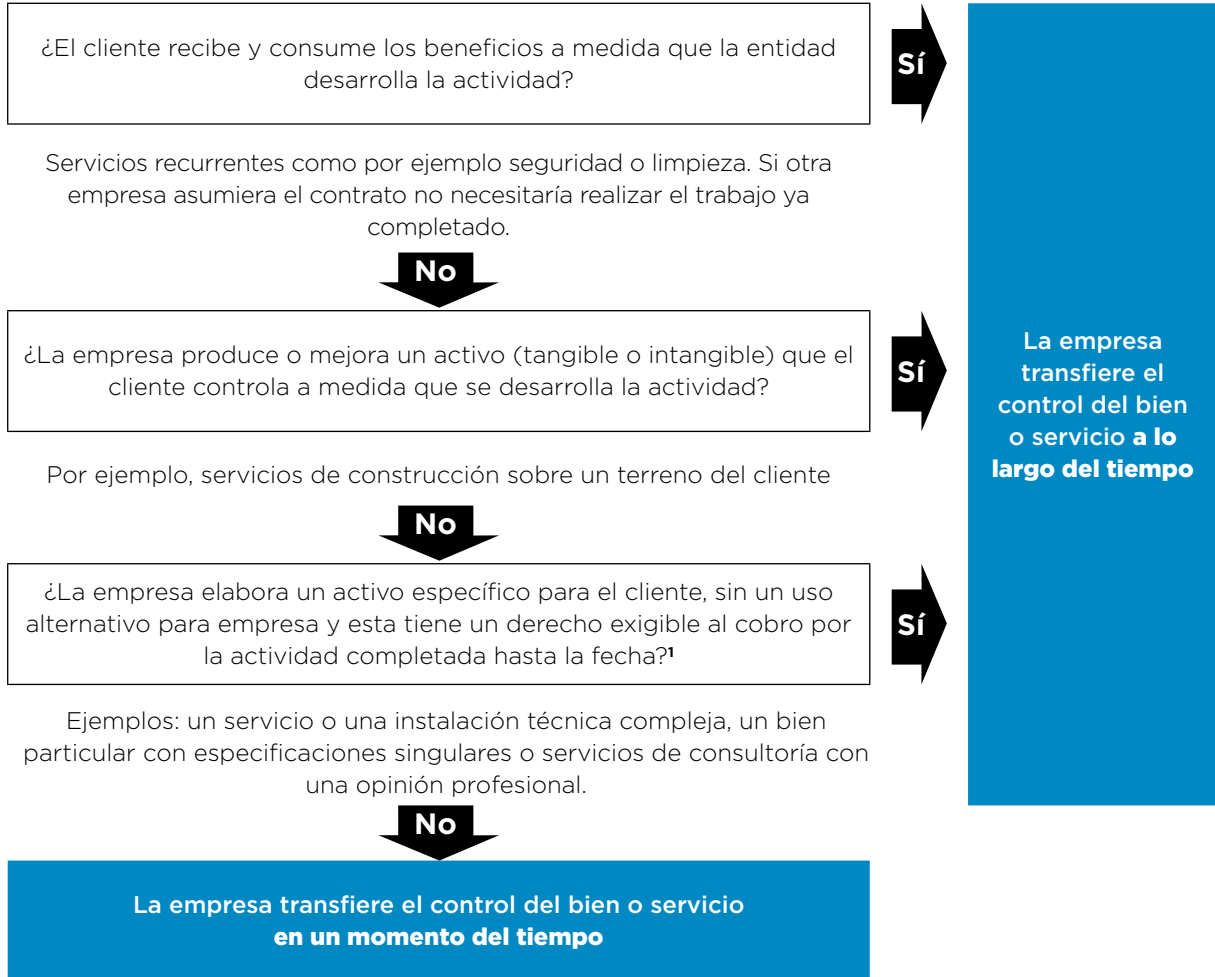 ¿El cliente recibe y consume los beneficios a medida que la entidad
desarrolla la actividad?
Sí
Servicios recurrentes como por ejemplo seguridad o limpieza. Si otra
empresa asumiera el contrato no necesitaría realizar el trabajo ya
completado.
No
¿La empresa produce o mejora un activo (tangible o intangible) que el
cliente controla a medida que se desarrolla la actividad?
Sí
Por ejemplo, servicios de construcción sobre un terreno del cliente
No
¿La empresa elabora un activo específico para el cliente, sin un uso
alternativo para empresa y esta tiene un derecho exigible al cobro por
la actividad completada hasta la fecha?¹
Sí
Ejemplos: un servicio o una instalación técnica compleja, un bien
particular con especificaciones singulares o servicios de consultoría con
una opinión profesional.
No
La empresa transfiere el control del bien o servicio
en un momento del tiempo
La empresa
transfiere el
control del bien
o servicio a lo
largo del tiempo